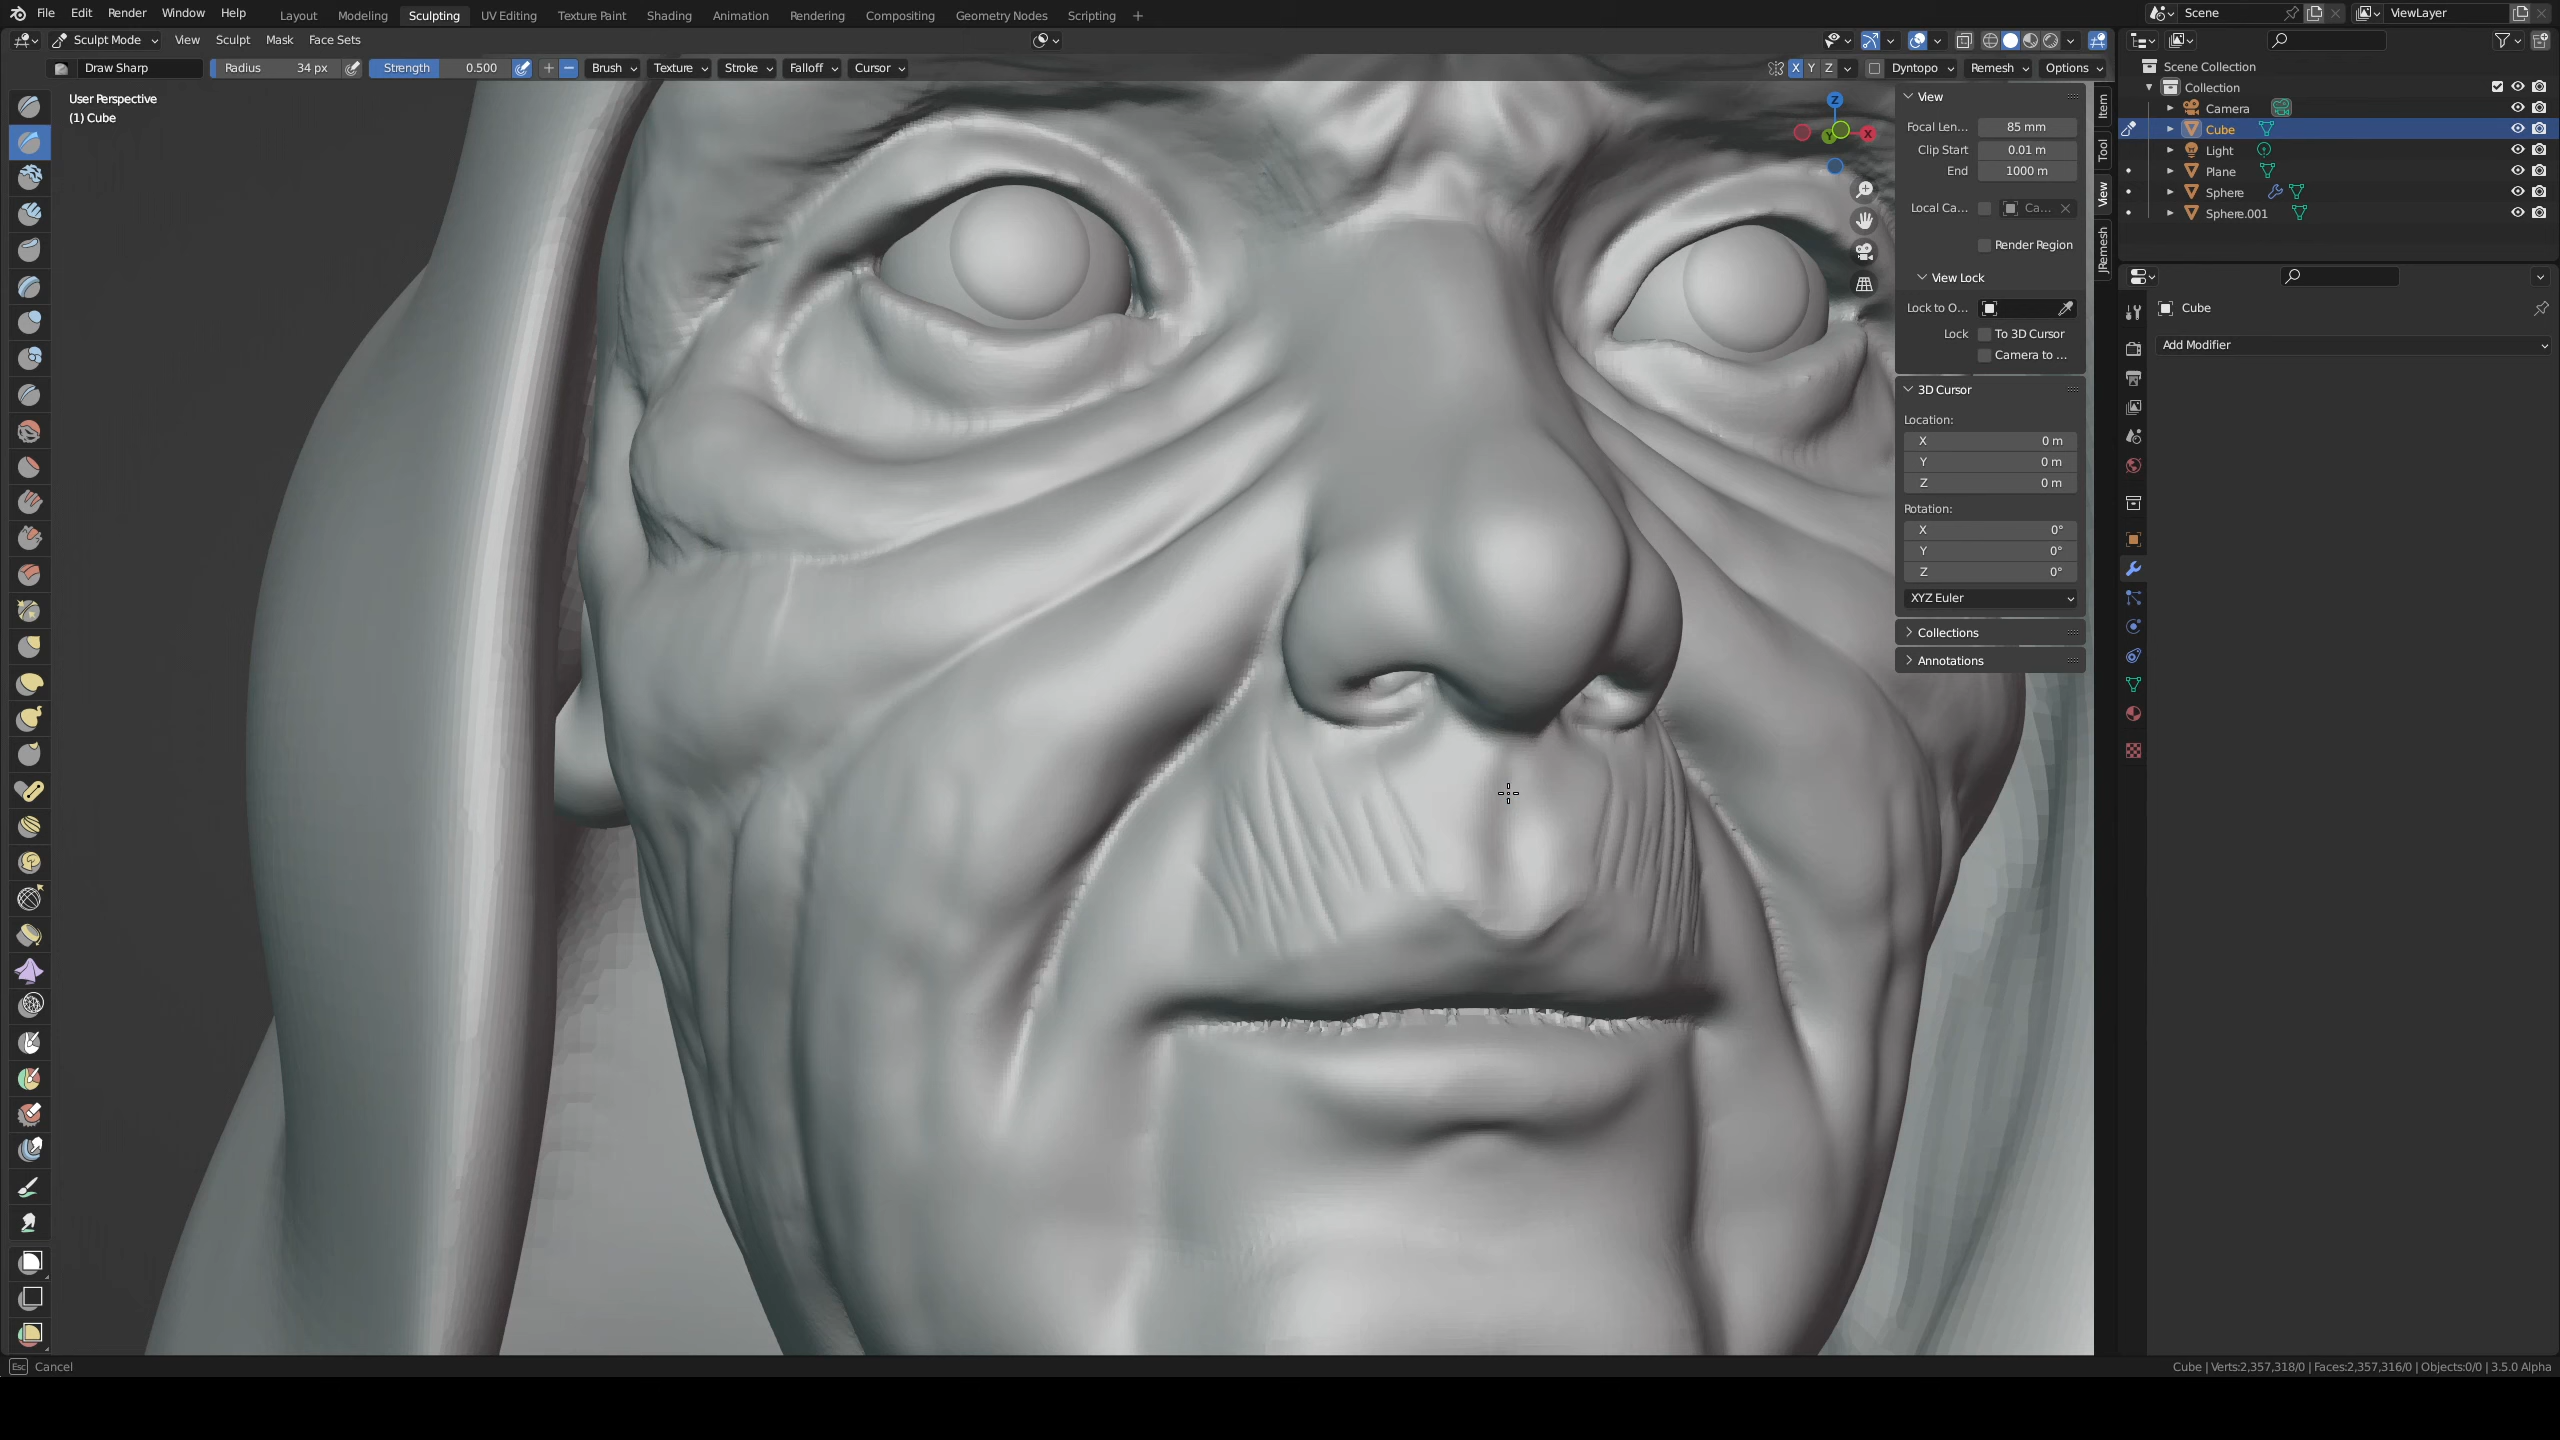 File Edit Render Window Help Layout Modeling Sculpting UV Editing Texture Paint Shading Animation Rendering Compositing Geometry Nodes Scripting + Scene ViewLayer
Sculpt Mode View Sculpt Mask Face Sets
Draw Sharp Radius 34 px Strength 0.500 Brush Texture Stroke Falloff Cursor X Y Z Dyntopo Remesh Options
User Perspective
(1) Cube
Z
X
Y
View
Focal Len... 85 mm
Clip Start 0.01 m
End 1000 m
Local Ca... Ca...
Render Region
View Lock
Lock to O...
Lock To 3D Cursor
Camera to ...
3D Cursor
Location:
X 0 m
Y 0 m
Z 0 m
Rotation:
X 0°
Y 0°
Z 0°
XYZ Euler
Collections
Annotations
Item
Tool
View
JRemesh
Scene Collection
Collection
Camera
Cube
Light
Plane
Sphere
Sphere.001
Cube
Add Modifier
Esc Cancel
Cube | Verts:2,357,318/0 | Faces:2,357,316/0 | Objects:0/0 | 3.5.0 Alpha